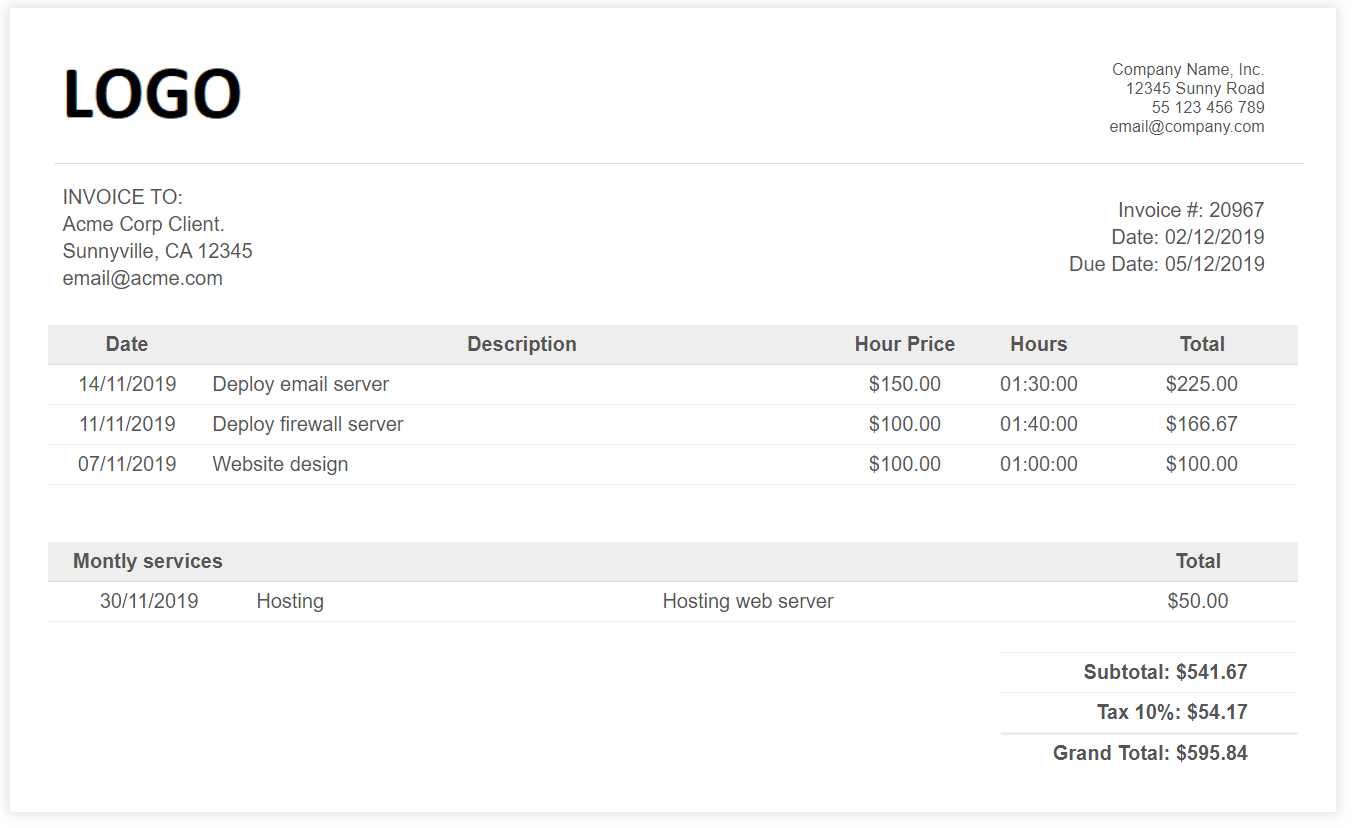 LOGO
Company Name, Inc.
12345 Sunny Road
55 123 456 789
email@company.com
INVOICE TO:
Acme Corp Client.
Sunnyville, CA 12345
email@acme.com
Invoice #: 20967
Date: 02/12/2019
Due Date: 05/12/2019
Date Description Hour Price Hours Total
14/11/2019 Deploy email server $150.00 01:30:00 $225.00
11/11/2019 Deploy firewall server $100.00 01:40:00 $166.67
07/11/2019 Website design $100.00 01:00:00 $100.00
Montly services Total
30/11/2019 Hosting Hosting web server $50.00
Subtotal: $541.67
Tax 10%: $54.17
Grand Total: $595.84